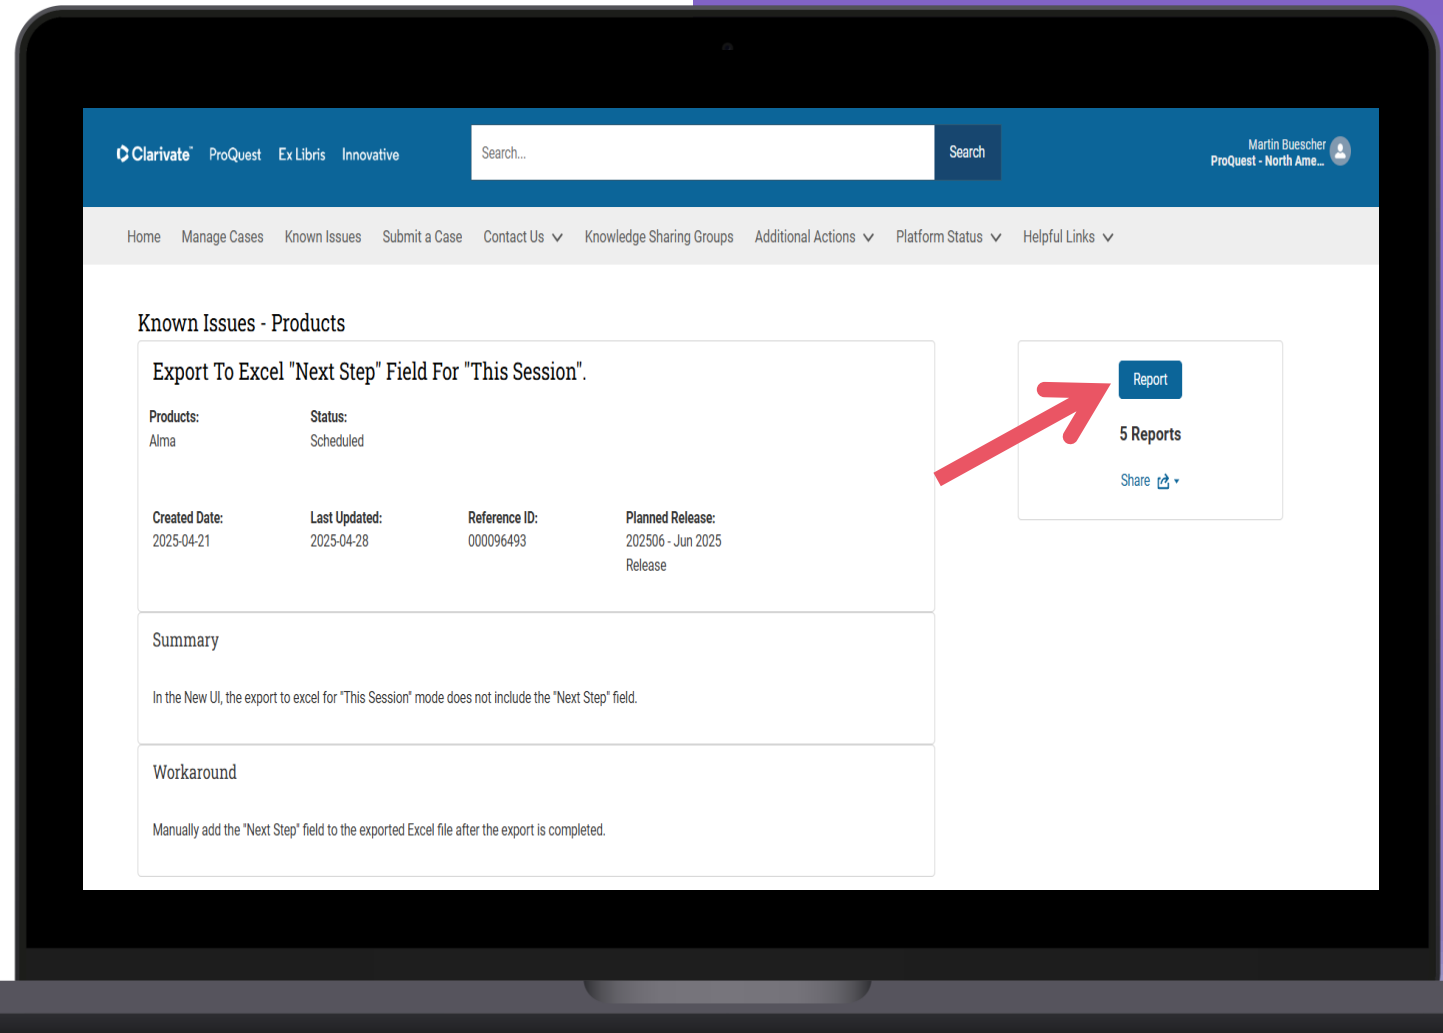 Clarivate™ ProQuest Ex Libris Innovative
Search...
Search
Martin Buescher
ProQuest - North Ame...
Home Manage Cases Known Issues Submit a Case Contact Us Knowledge Sharing Groups Additional Actions Platform Status Helpful Links
Known Issues - Products
Export To Excel "Next Step" Field For "This Session".
Products: Status:
Alma Scheduled
Created Date: Last Updated: Reference ID: Planned Release:
2025-04-21 2025-04-28 000096493 202506 - Jun 2025
Release
Summary
In the New UI, the export to excel for "This Session" mode does not include the "Next Step" field.
Workaround
Manually add the "Next Step" field to the exported Excel file after the export is completed.
Report
5 Reports
Share